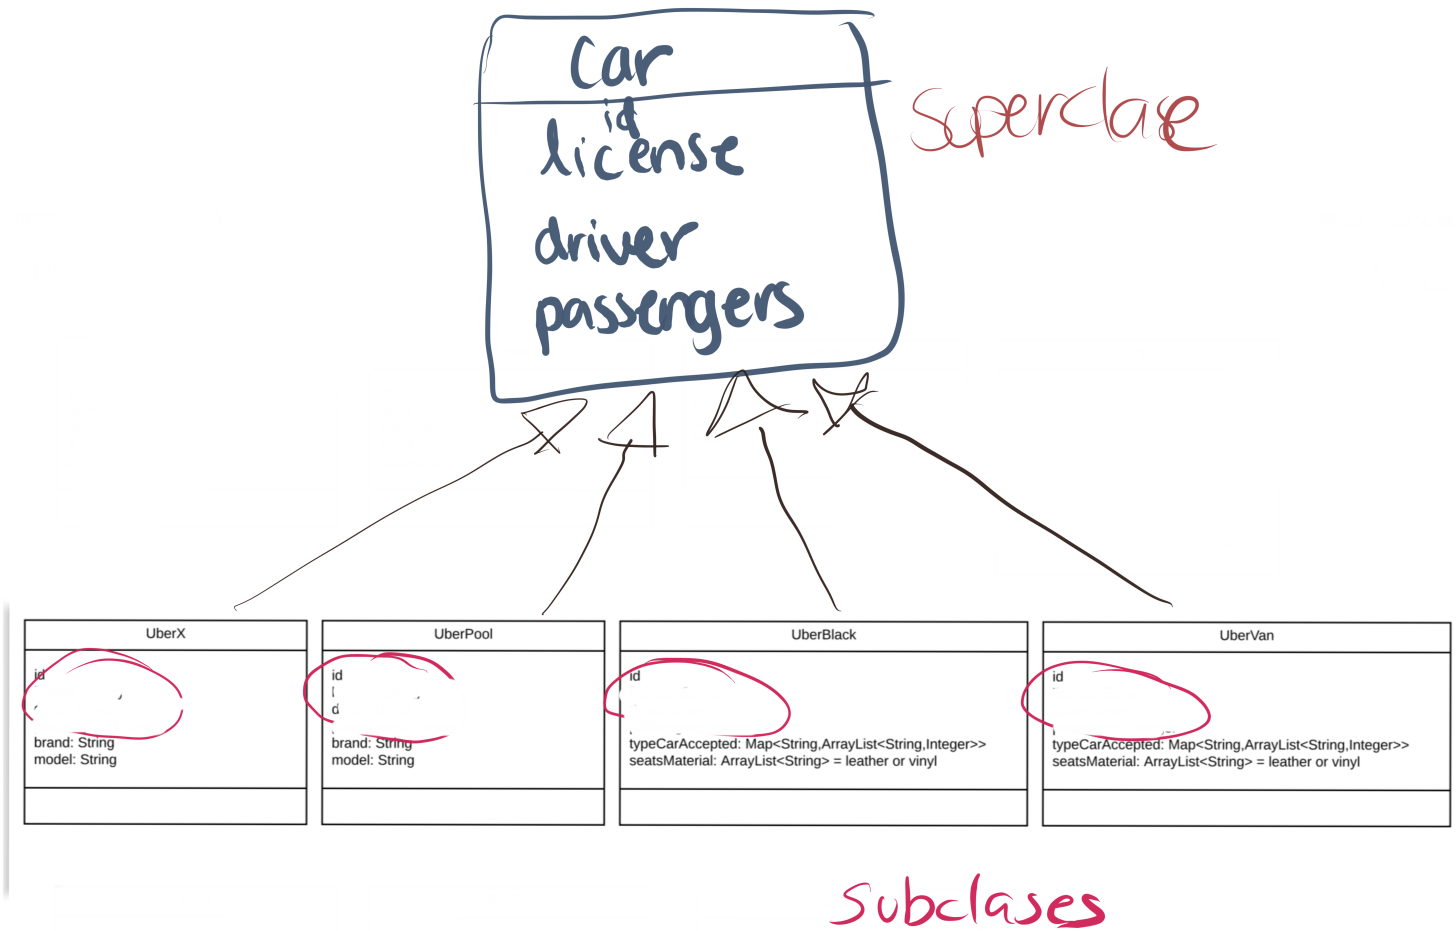 Car
id
license
driver
passengers
Superclase
UberX
id
brand: String
model: String
UberPool
id
d
brand: String
model: String
UberBlack
id
typeCarAccepted: Map<String,ArrayList<String,Integer>>
seatsMaterial: ArrayList<String> = leather or vinyl
UberVan
id
typeCarAccepted: Map<String,ArrayList<String,Integer>>
seatsMaterial: ArrayList<String> = leather or vinyl
Subclases